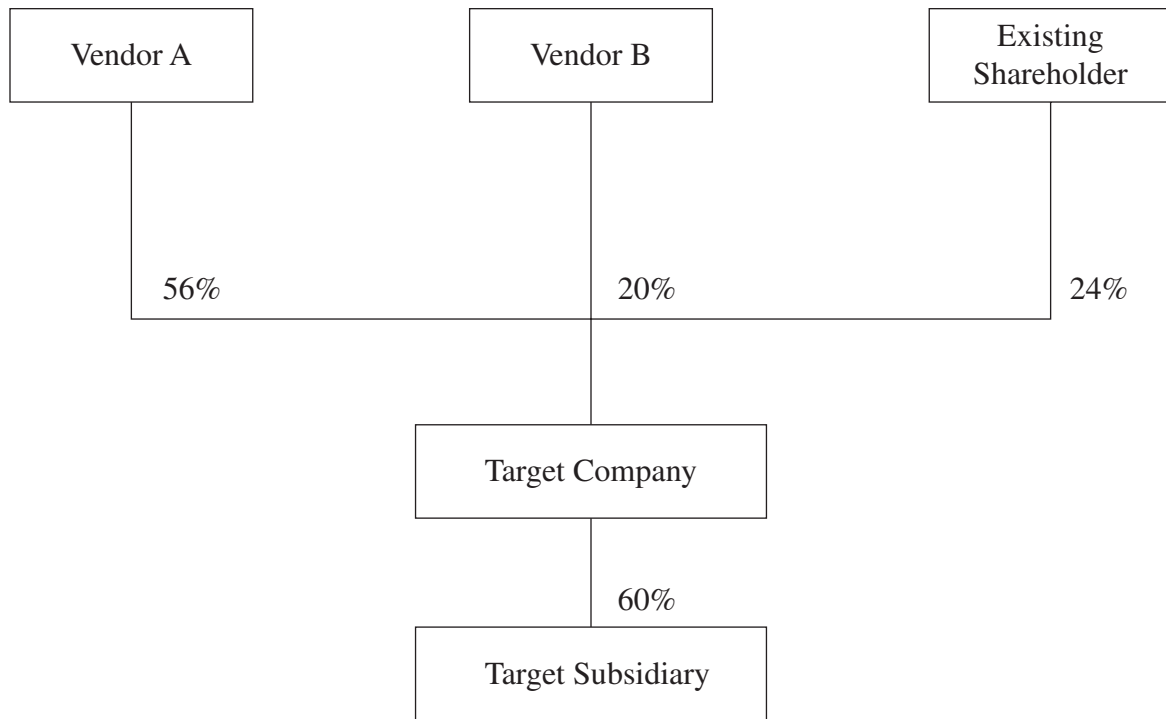 Vendor A
Vendor B
Existing
Shareholder
56%
20%
24%
Target Company
60%
Target Subsidiary